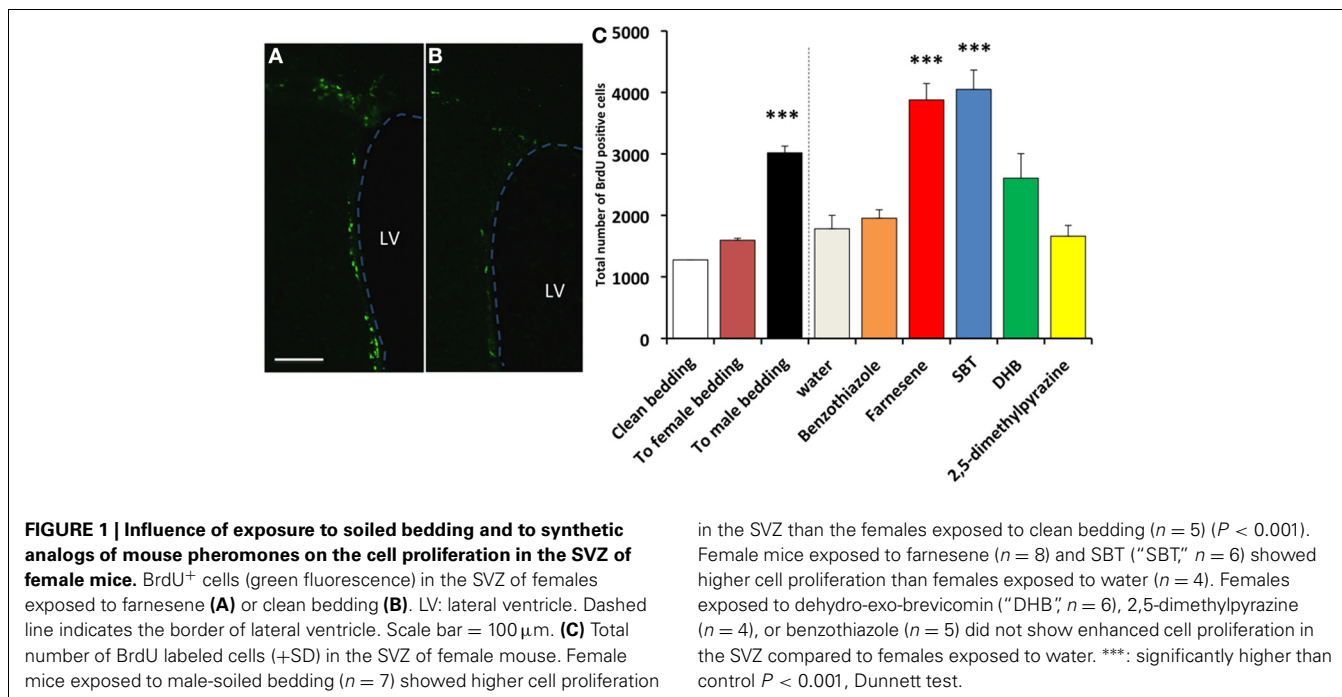 A
B
LV
LV
C
5000
4000
3000
2000
1000
0
Total number of BrdU positive cells
***
***
***
Clean bedding
To female bedding
To male bedding
water
Benzothiazole
Farnesene
SBT
DHB
2,5-dimethylpyrazine
FIGURE 1 | Influence of exposure to soiled bedding and to synthetic
analogs of mouse pheromones on the cell proliferation in the SVZ of
female mice. BrdU+ cells (green fluorescence) in the SVZ of females
exposed to farnesene (A) or clean bedding (B). LV: lateral ventricle. Dashed
line indicates the border of lateral ventricle. Scale bar = 100 μm. (C) Total
number of BrdU labeled cells (+SD) in the SVZ of female mouse. Female
mice exposed to male-soiled bedding (n = 7) showed higher cell proliferation
in the SVZ than the females exposed to clean bedding (n = 5) (P < 0.001).
Female mice exposed to farnesene (n = 8) and SBT (“SBT,” n = 6) showed
higher cell proliferation than females exposed to water (n = 4). Females
exposed to dehydro-exo-brevicomin (“DHB”, n = 6), 2,5-dimethylpyrazine
(n = 4), or benzothiazole (n = 5) did not show enhanced cell proliferation in
the SVZ compared to females exposed to water. ***: significantly higher than
control P < 0.001, Dunnett test.